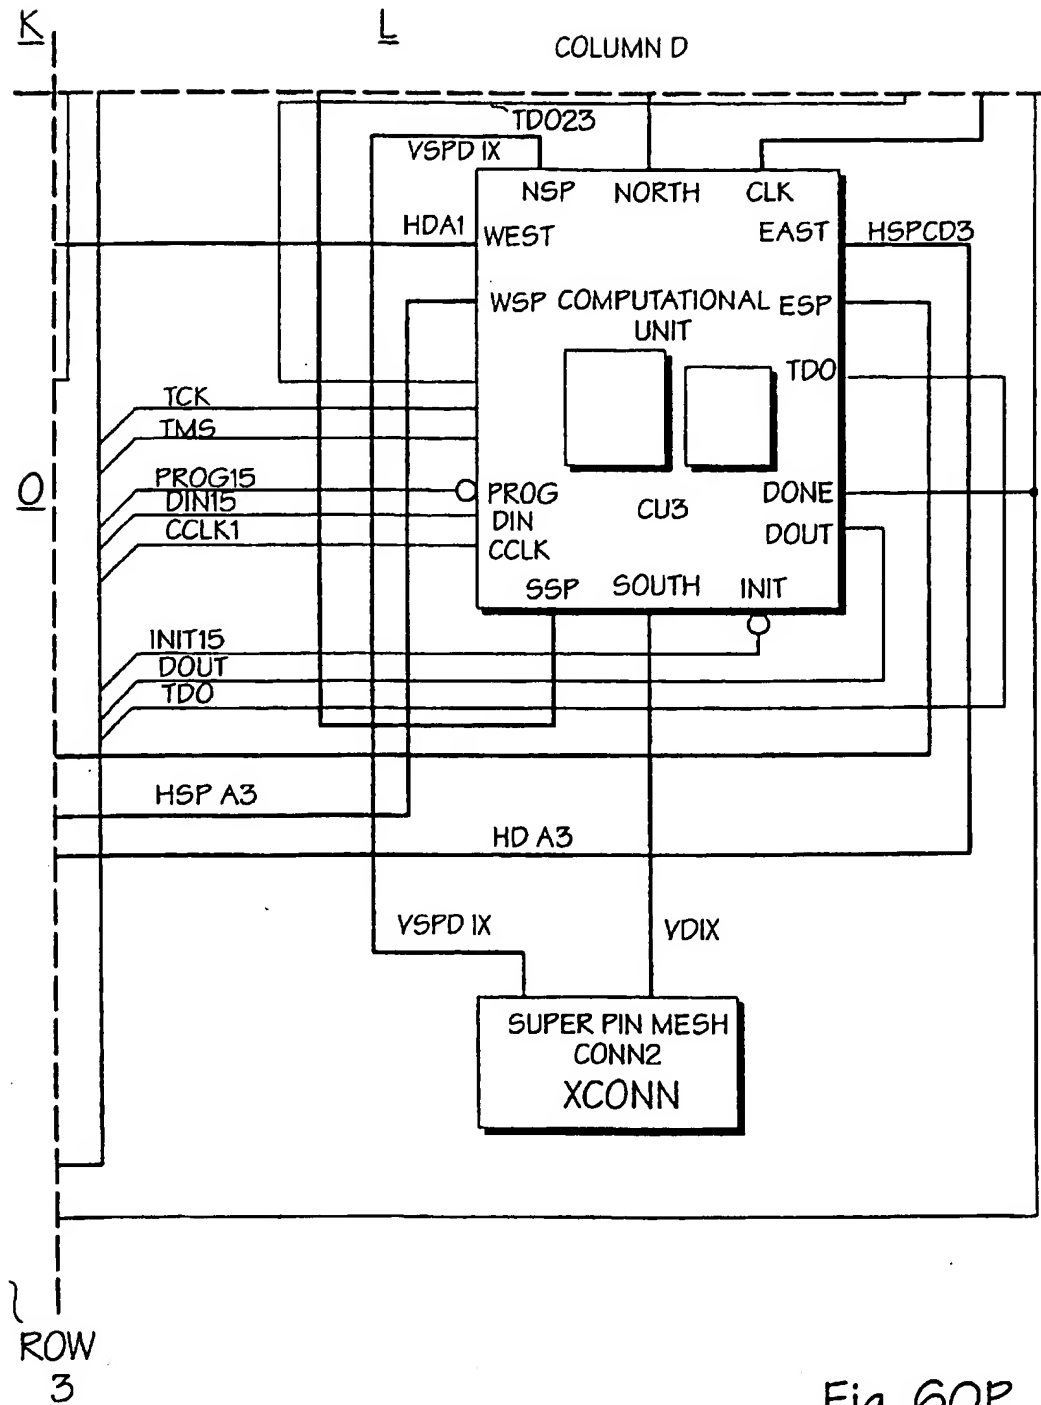 K
L
COLUMN D
TDO23
VSPD IX
NSP NORTH CLK
HDA1
WEST
EAST
HSPCD3
WSP COMPUTATIONAL
UNIT
ESP
TDO
TCK
TMS
O
PROG15
PROG
DONE
DIN15
DIN
CU3
CCLK1
CCLK
DOUT
SSP SOUTH INIT
INIT15
DOUT
TDO
HSP A3
HD A3
VSPD IX
VDIX
SUPER PIN MESH
CONN2
XCONN
ROW
3
Fig. 60P